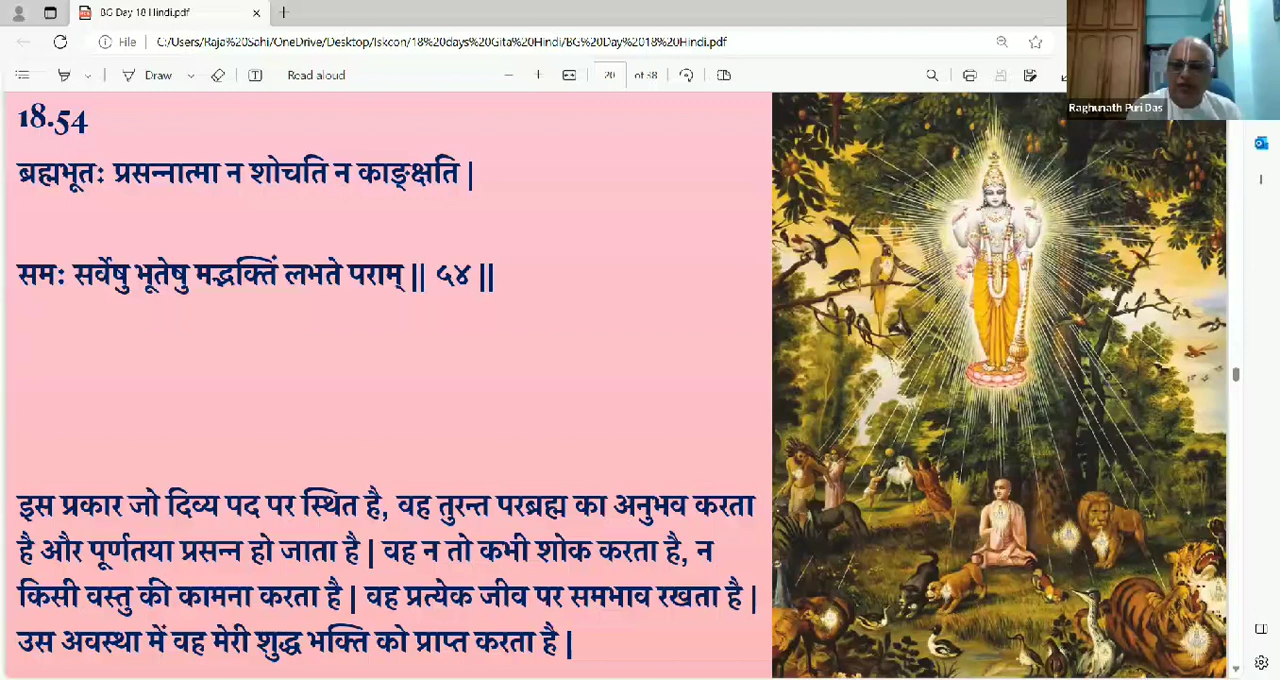 BG Day 18 Hindi.pdf
File C:/Users/Raja%20Sahi/OneDrive/Desktop/Iskcon/18%20days%20Gita%20Hindi/BG%20Day%2018%20Hindi.pdf
Draw Read aloud 20 of 38
Raghunath Puri Das
18.54
ब्रह्मभूतः प्रसन्नात्मा न शोचति न काङ्क्षति |
समः सर्वेषु भूतेषु मद्भक्तिं लभते पराम् || ५४ ||
इस प्रकार जो दिव्य पद पर स्थित है, वह तुरन्त परब्रह्म का अनुभव करता
है और पूर्णतया प्रसन्न हो जाता है | वह न तो कभी शोक करता है, न
किसी वस्तु की कामना करता है | वह प्रत्येक जीव पर समभाव रखता है |
उस अवस्था में वह मेरी शुद्ध भक्ति को प्राप्त करता है |